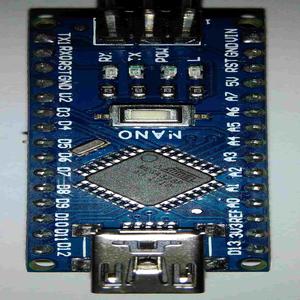 RX TX POW L
NANO
TX1 RX0 RST GND D2 D3 D4 D5 D6 D7 D8 D9 D10 D11 D12
VIN GND RST 5V A7 A6 A5 A4 A3 A2 A1 A0 REF 3V3 D13